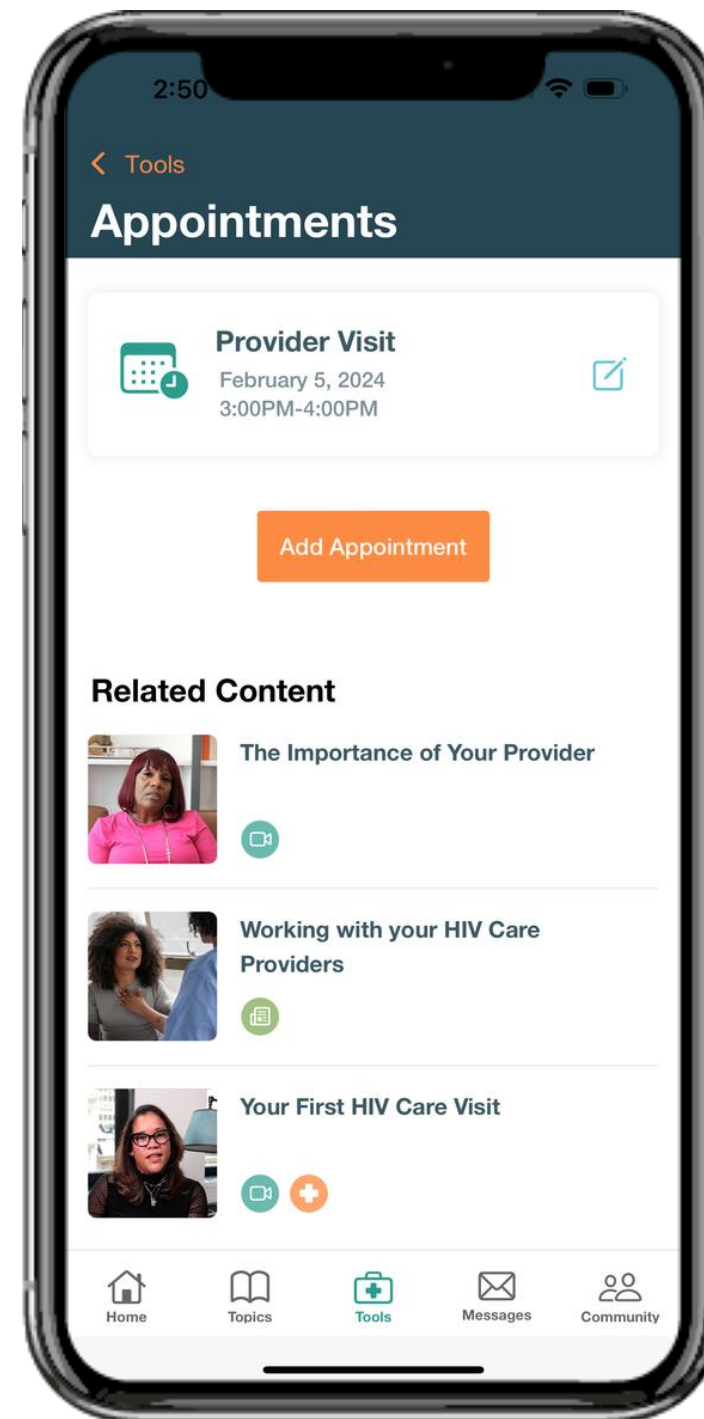 2:50
Tools
Appointments
Provider Visit
February 5, 2024
3:00PM-4:00PM
Add Appointment
Related Content
The Importance of Your Provider
Working with your HIV Care
Providers
Your First HIV Care Visit
Home
Topics
Tools
Messages
Community